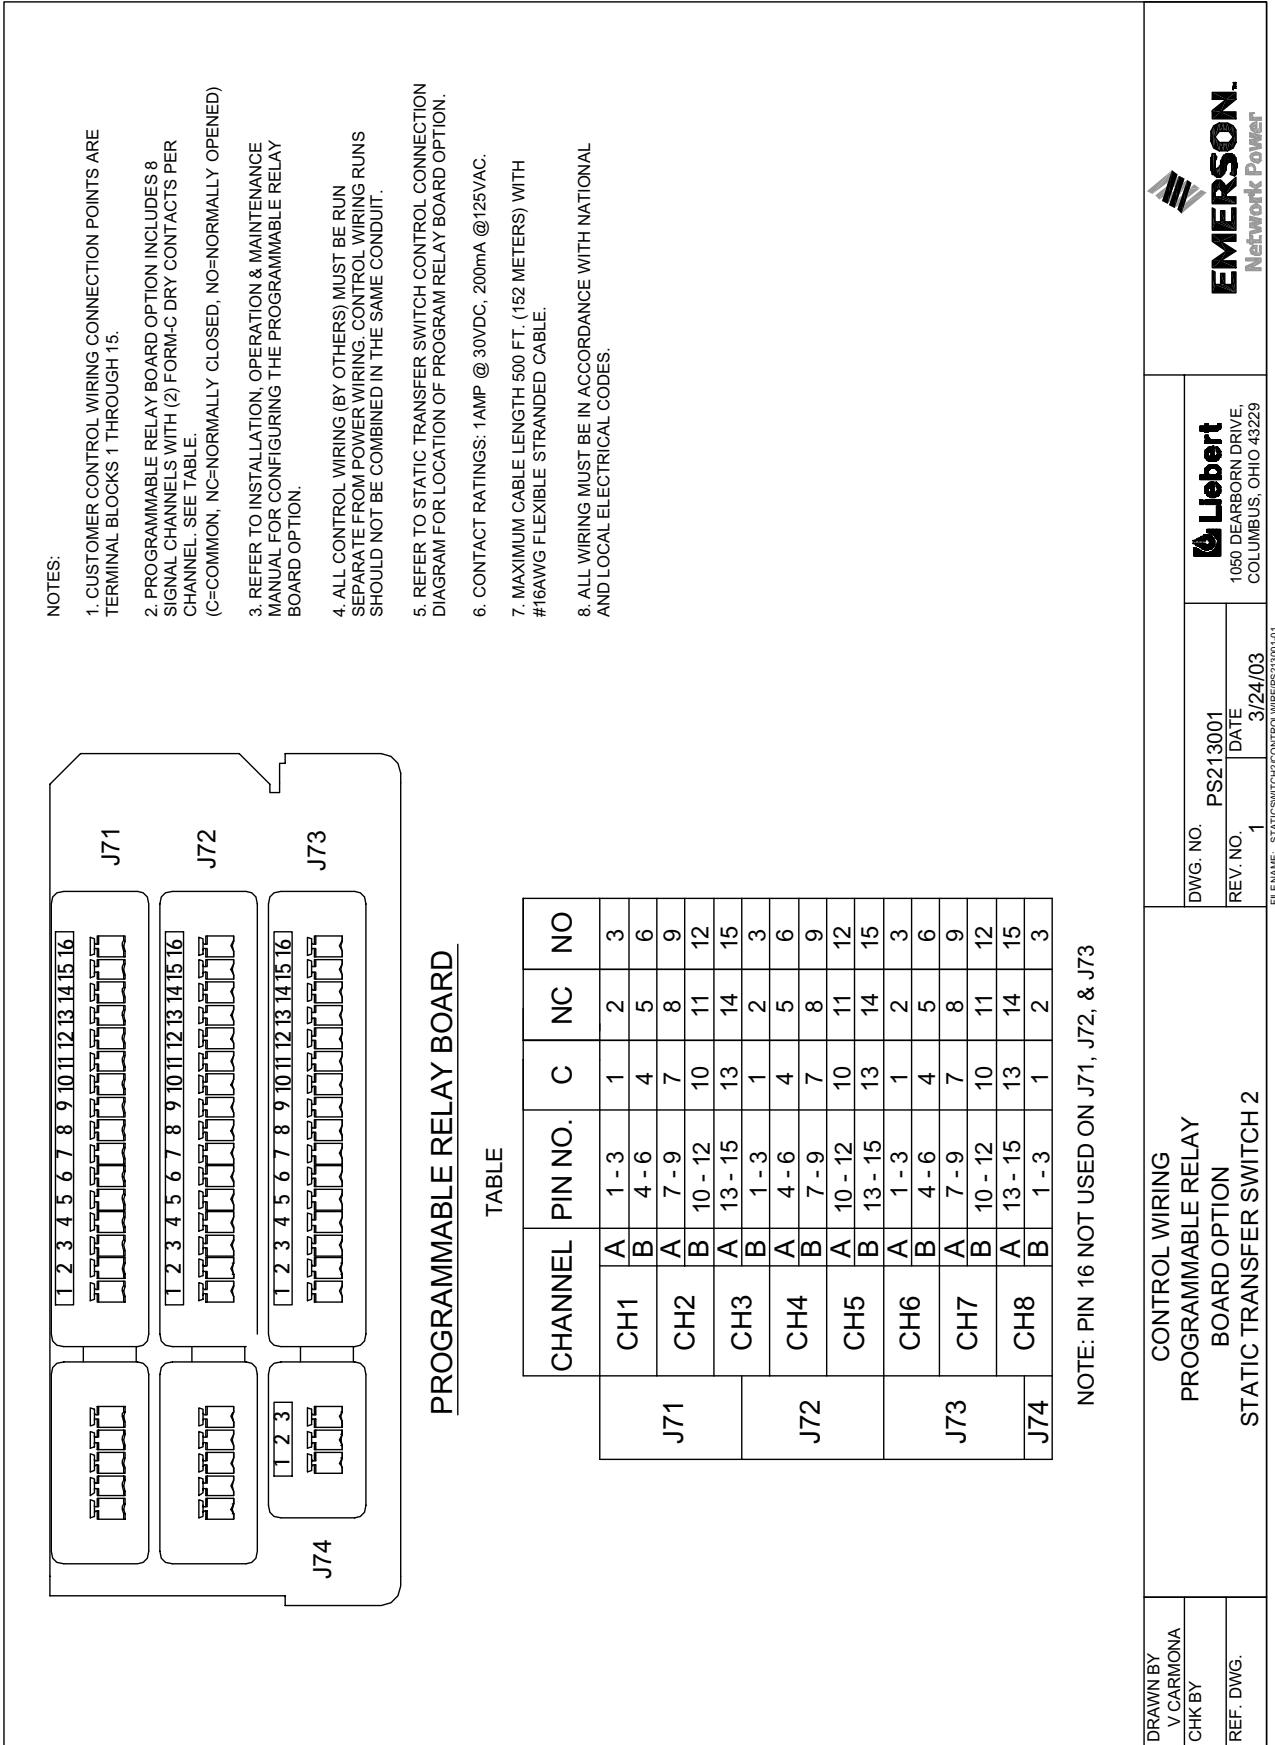 1 2 3 4 5 6 7 8 9 10 11 12 13 14 15 16
J71
1 2 3 4 5 6 7 8 9 10 11 12 13 14 15 16
J72
1 2 3
1 2 3 4 5 6 7 8 9 10 11 12 13 14 15 16
J73
J74
PROGRAMMABLE RELAY BOARD
TABLE
CHANNEL PIN NO. C NC NO
J71 CH1 A 1 - 3 1 2 3
B 4 - 6 4 5 6
CH2 A 7 - 9 7 8 9
B 10 - 12 10 11 12
CH3 A 13 - 15 13 14 15
J72 B 1 - 3 1 2 3
CH4 A 4 - 6 4 5 6
B 7 - 9 7 8 9
CH5 A 10 - 12 10 11 12
B 13 - 15 13 14 15
J73 CH6 A 1 - 3 1 2 3
B 4 - 6 4 5 6
CH7 A 7 - 9 7 8 9
B 10 - 12 10 11 12
CH8 A 13 - 15 13 14 15
J74 B 1 - 3 1 2 3
NOTE: PIN 16 NOT USED ON J71, J72, & J73
NOTES:
1. CUSTOMER CONTROL WIRING CONNECTION POINTS ARE
TERMINAL BLOCKS 1 THROUGH 15.
2. PROGRAMMABLE RELAY BOARD OPTION INCLUDES 8
SIGNAL CHANNELS WITH (2) FORM-C DRY CONTACTS PER
CHANNEL. SEE TABLE.
(C=COMMON, NC=NORMALLY CLOSED, NO=NORMALLY OPENED)
3. REFER TO INSTALLATION, OPERATION & MAINTENANCE
MANUAL FOR CONFIGURING THE PROGRAMMABLE RELAY
BOARD OPTION.
4. ALL CONTROL WIRING (BY OTHERS) MUST BE RUN
SEPARATE FROM POWER WIRING. CONTROL WIRING RUNS
SHOULD NOT BE COMBINED IN THE SAME CONDUIT.
5. REFER TO STATIC TRANSFER SWITCH CONTROL CONNECTION
DIAGRAM FOR LOCATION OF PROGRAM RELAY BOARD OPTION.
6. CONTACT RATINGS: 1AMP @ 30VDC, 200mA @125VAC.
7. MAXIMUM CABLE LENGTH 500 FT. (152 METERS) WITH
#16AWG FLEXIBLE STRANDED CABLE.
8. ALL WIRING MUST BE IN ACCORDANCE WITH NATIONAL
AND LOCAL ELECTRICAL CODES.
DRAWN BY
V CARMONA
CHK BY
REF. DWG.
CONTROL WIRING
PROGRAMMABLE RELAY
BOARD OPTION
STATIC TRANSFER SWITCH 2
DWG. NO.
PS213001
REV. NO.
1
DATE
3/24/03
FILENAME: STATICSWITCH2/CONTROLWIRE/PS213001-01
Liebert
1050 DEARBORN DRIVE,
COLUMBUS, OHIO 43229
EMERSON.
Network Power